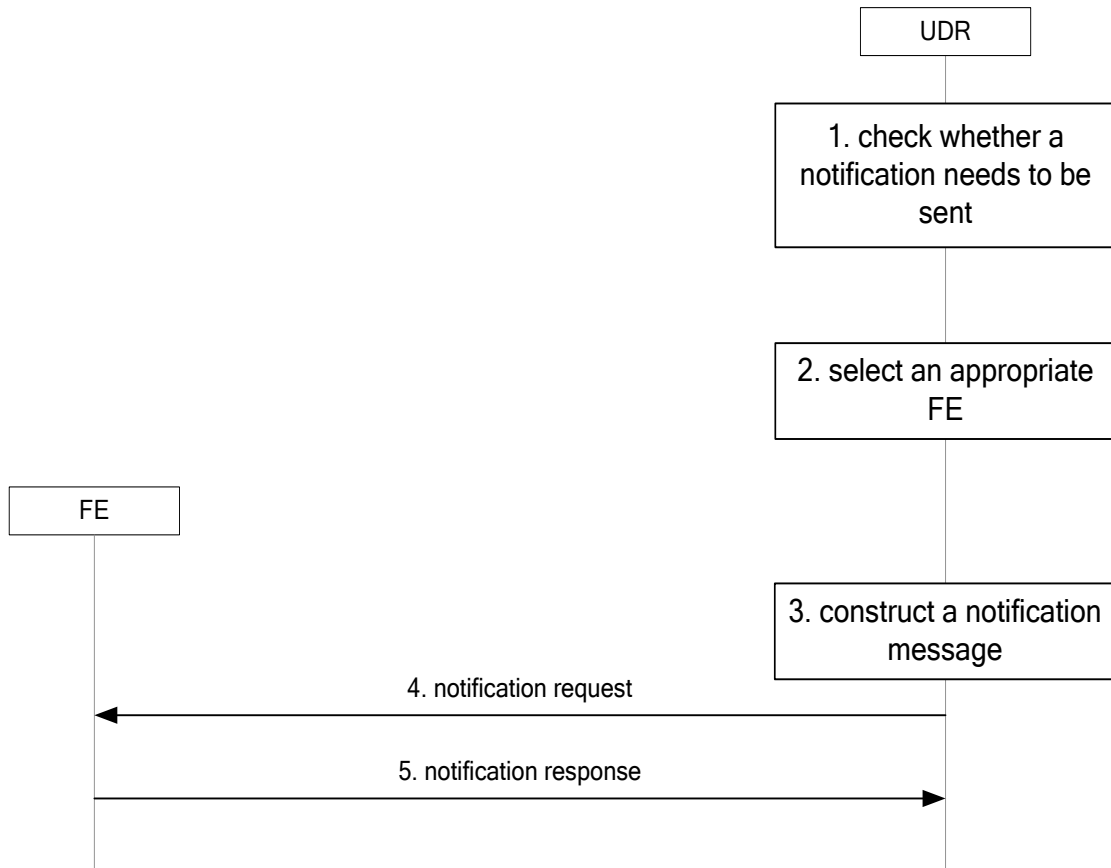 UDR
1. check whether a
notification needs to be
sent
2. select an appropriate
FE
FE
3. construct a notification
message
4. notification request
5. notification response